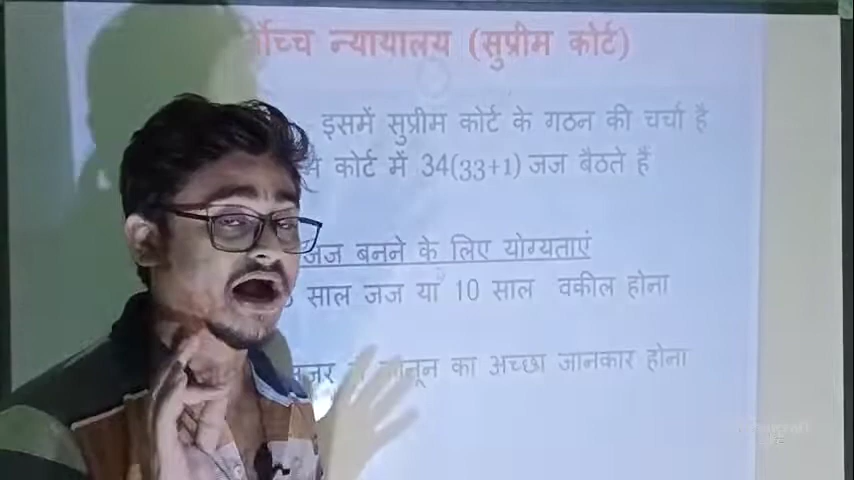 न्यायालय (सुप्रीम कोर्ट)
इसमें सुप्रीम कोर्ट के गठन की चर्चा है
कोर्ट में 34(33+1) जज बैठते हैं
जज बनने के लिए योग्यताएं
साल जज या 10 साल वकील होना
का अच्छा जानकार होना